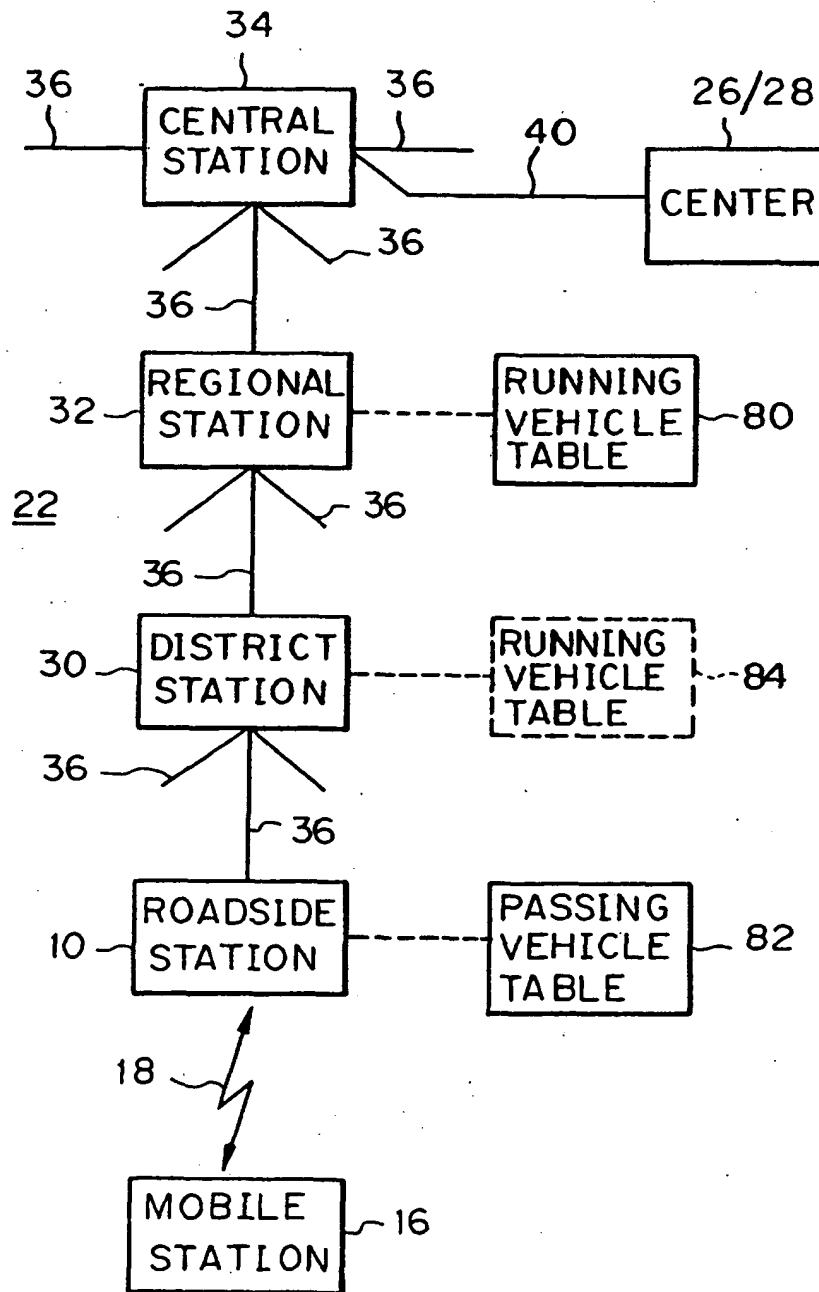 34
36
36
26/28
CENTRAL
STATION
40
CENTER
36
36
REGIONAL
STATION
32
RUNNING
VEHICLE
TABLE
80
22
36
36
DISTRICT
STATION
30
RUNNING
VEHICLE
TABLE
84
36
36
ROADSIDE
STATION
10
PASSING
VEHICLE
TABLE
82
18
MOBILE
STATION
16